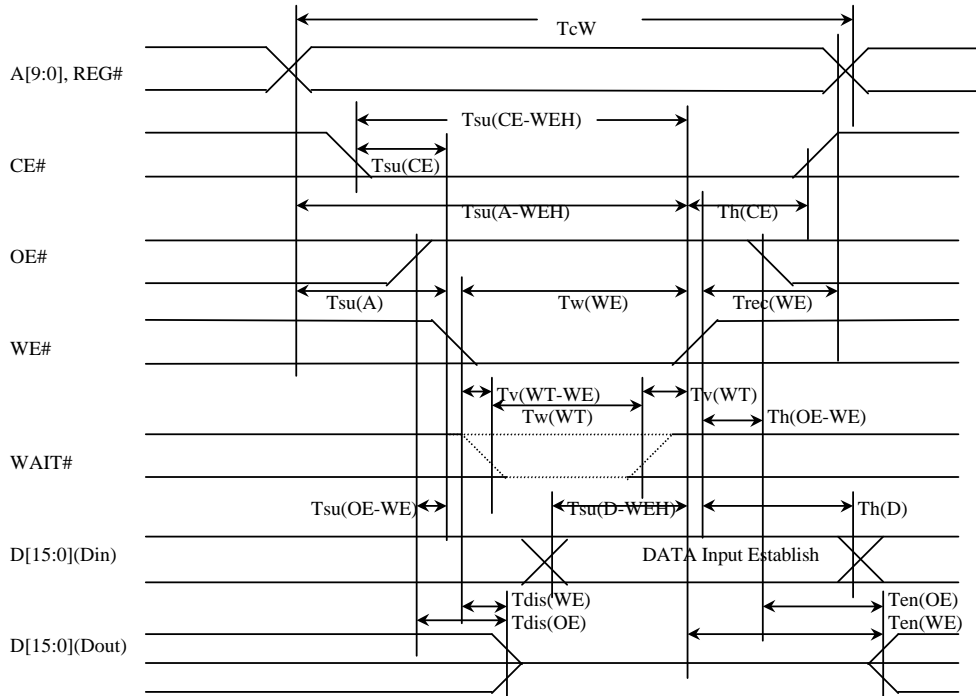 TcW
A[9:0], REG#
Tsu(CE-WEH)
CE#
Tsu(CE)
Tsu(A-WEH)
Th(CE)
OE#
Tsu(A)
Tw(WE)
Trec(WE)
WE#
Tv(WT-WE)
Tv(WT)
Tw(WT)
Th(OE-WE)
WAIT#
Tsu(OE-WE)
Tsu(D-WEH)
Th(D)
D[15:0](Din)
DATA Input Establish
Tdis(WE)
Ten(OE)
Tdis(OE)
Ten(WE)
D[15:0](Dout)